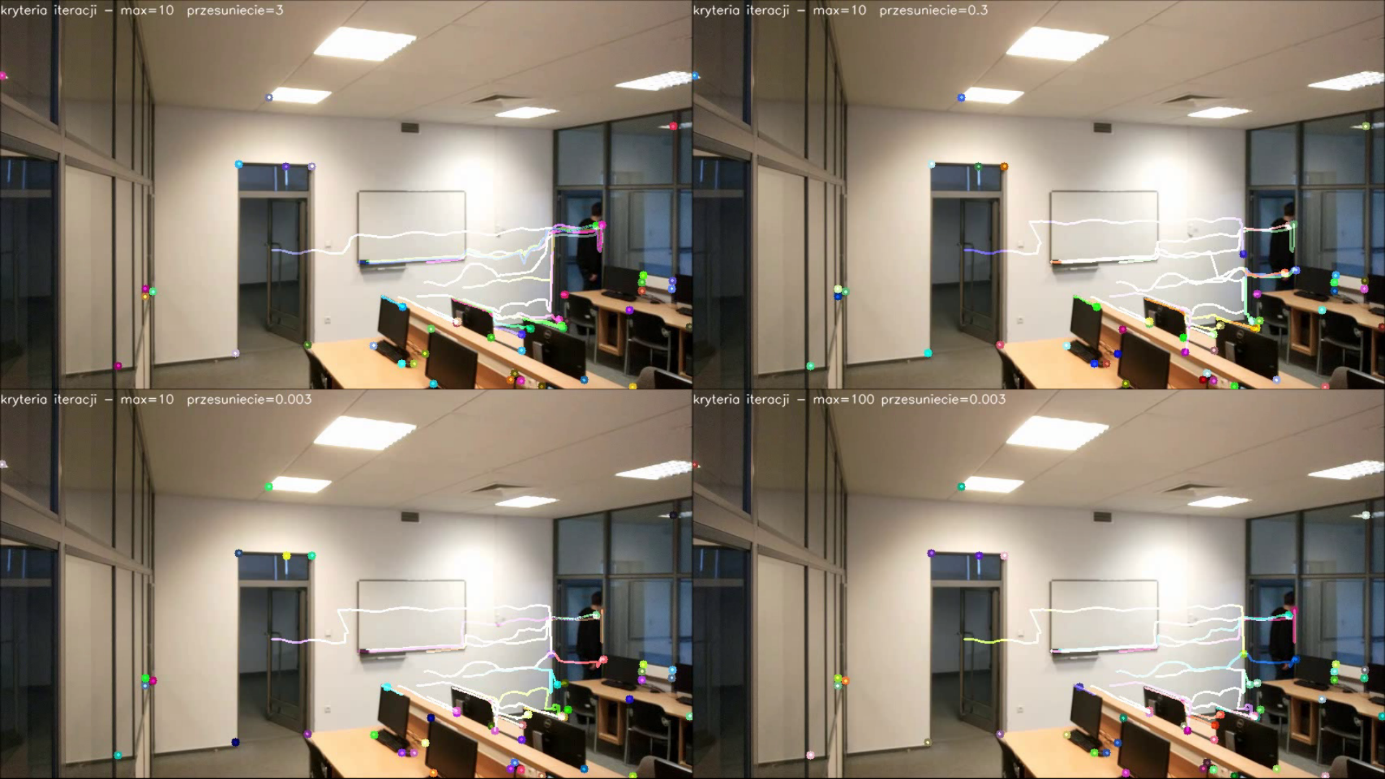 kryteria iteracji - max=10 przesuniecie=3
kryteria iteracji - max=10 przesuniecie=0.3
kryteria iteracji - max=10 przesuniecie=0.003
kryteria iteracji - max=100 przesuniecie=0.003